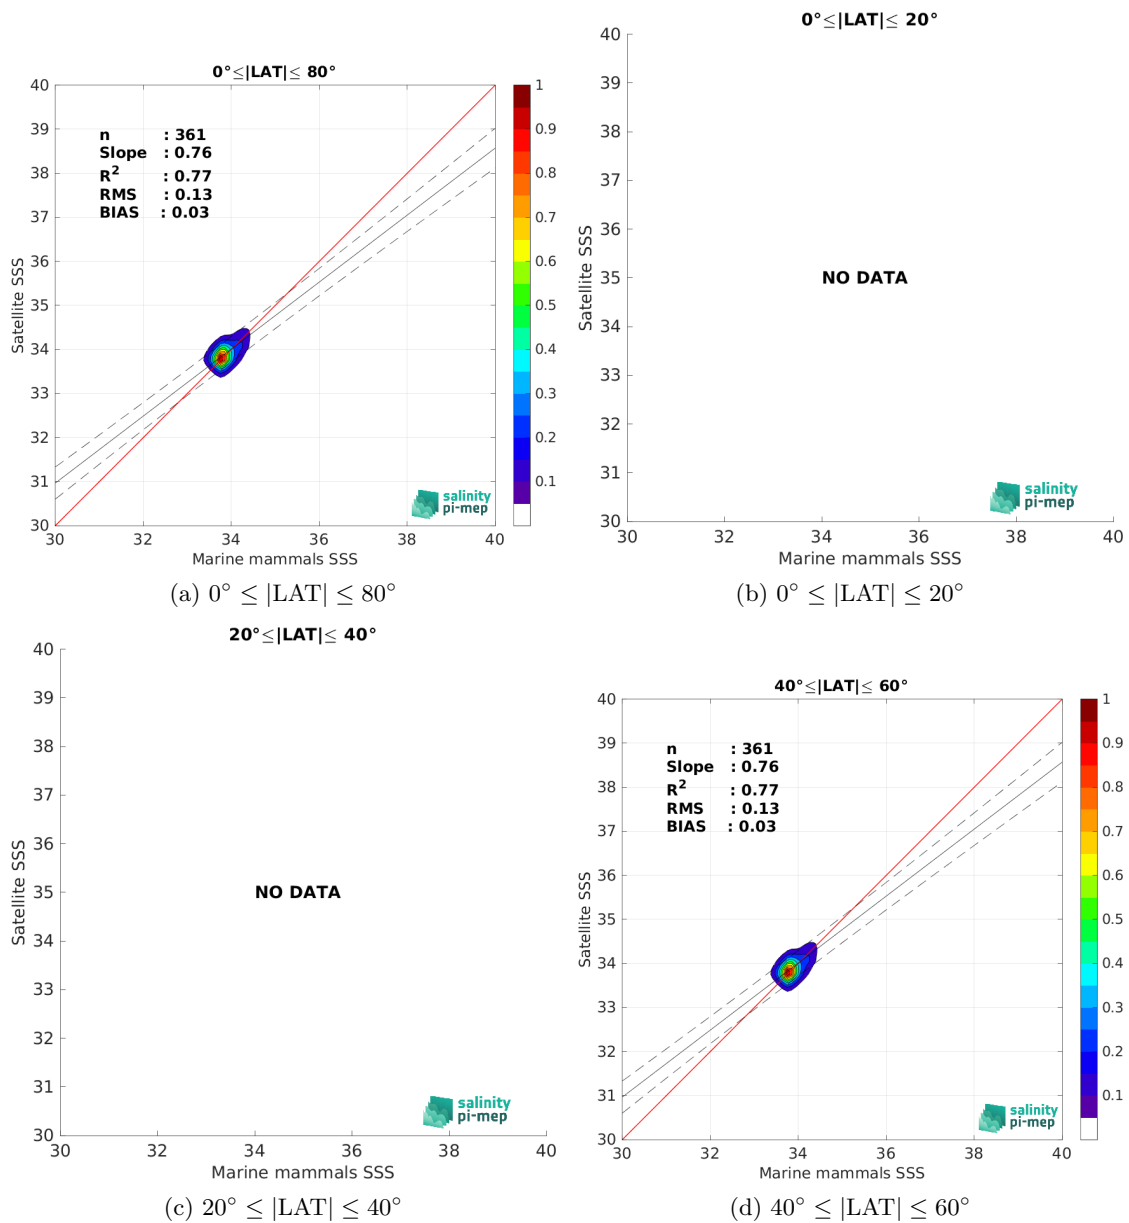 0°≤|LAT|≤ 80°
40
39
38
37
36
35
34
33
32
31
30
Satellite SSS
n : 361
Slope : 0.76
R² : 0.77
RMS : 0.13
BIAS : 0.03
salinity
pi-mep
30 32 34 36 38 40
Marine mammals SSS
1
0.9
0.8
0.7
0.6
0.5
0.4
0.3
0.2
0.1
(a) 0° ≤ |LAT| ≤ 80°
0°≤|LAT|≤ 20°
40
39
38
37
36
35
34
33
32
31
30
Satellite SSS
NO DATA
salinity
pi-mep
30 32 34 36 38 40
Marine mammals SSS
(b) 0° ≤ |LAT| ≤ 20°
20°≤|LAT|≤ 40°
40
39
38
37
36
35
34
33
32
31
30
Satellite SSS
NO DATA
salinity
pi-mep
30 32 34 36 38 40
Marine mammals SSS
(c) 20° ≤ |LAT| ≤ 40°
40°≤|LAT|≤ 60°
40
39
38
37
36
35
34
33
32
31
30
Satellite SSS
n : 361
Slope : 0.76
R² : 0.77
RMS : 0.13
BIAS : 0.03
salinity
pi-mep
30 32 34 36 38 40
Marine mammals SSS
1
0.9
0.8
0.7
0.6
0.5
0.4
0.3
0.2
0.1
(d) 40° ≤ |LAT| ≤ 60°